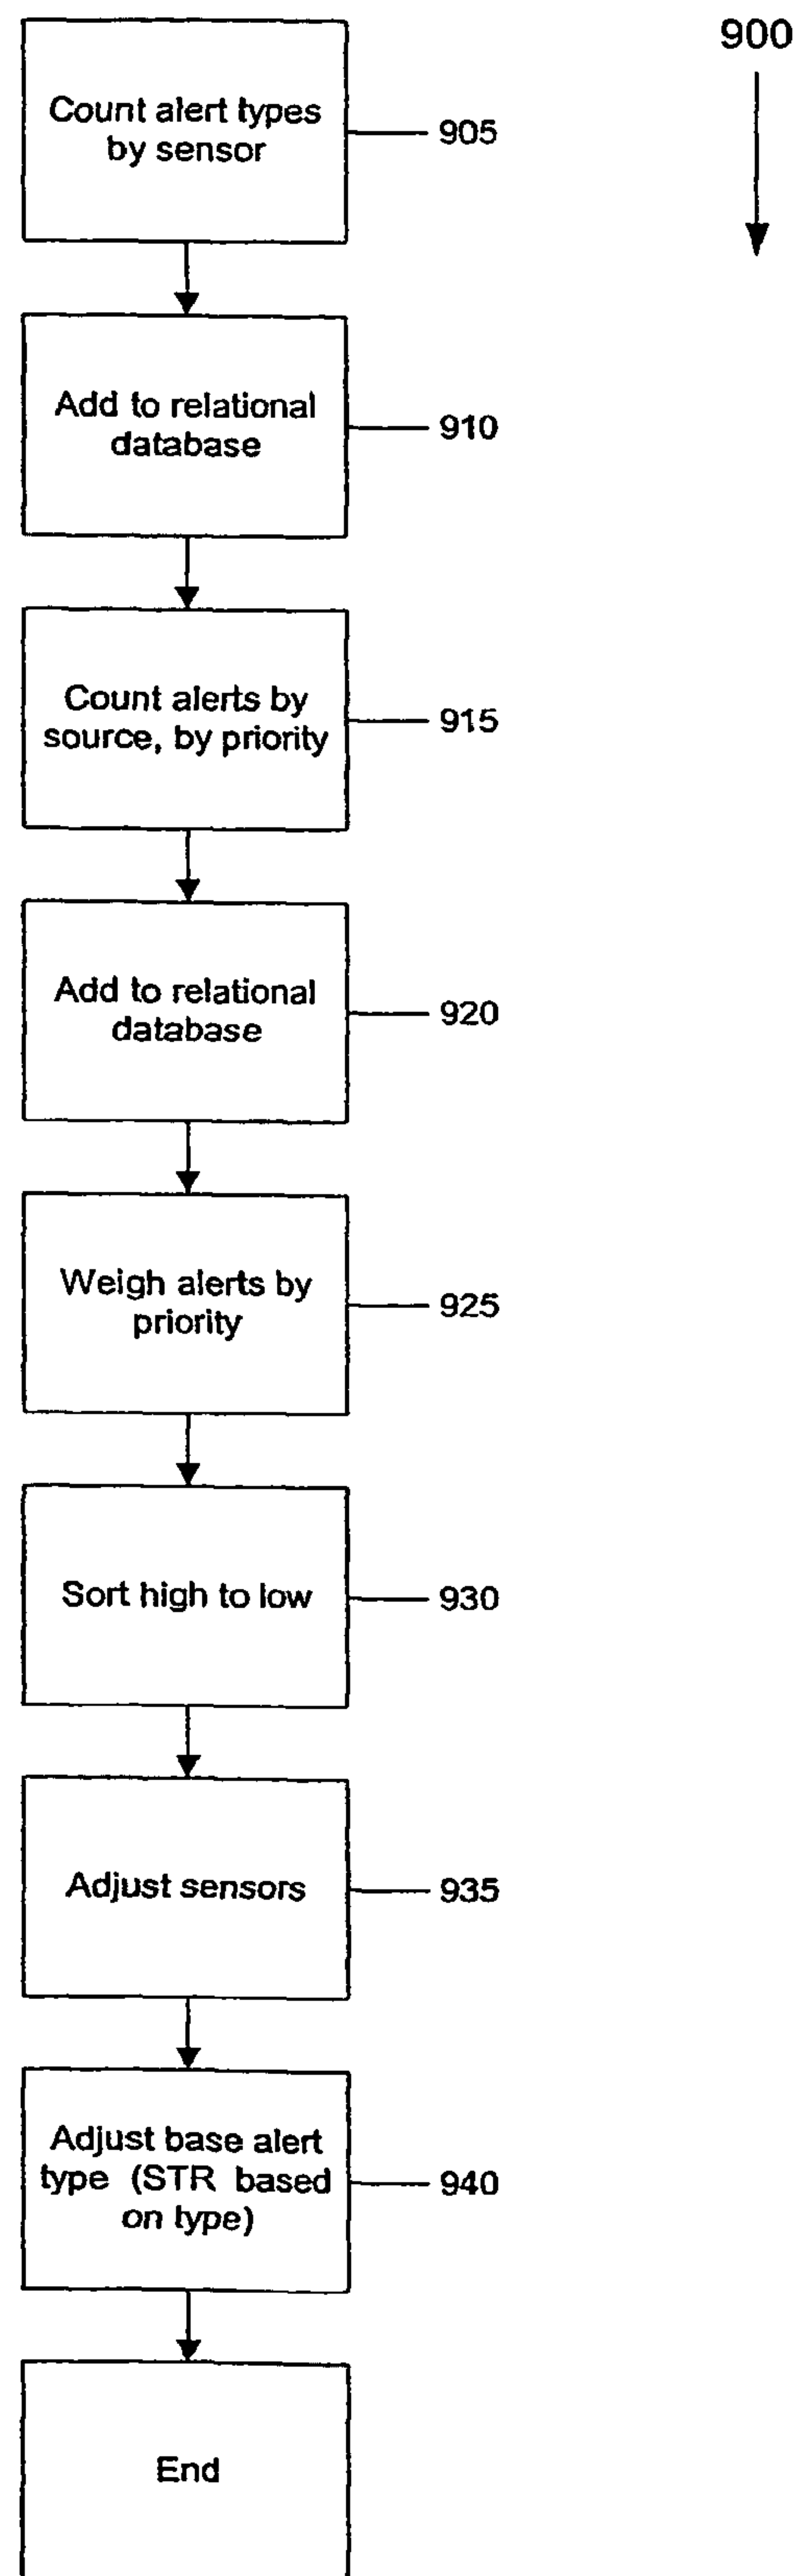 900
Count alert types
by sensor
905
Add to relational
database
910
Count alerts by
source, by priority
915
Add to relational
database
920
Weigh alerts by
priority
925
Sort high to low
930
Adjust sensors
935
Adjust base alert
type (STR based
on type)
940
End